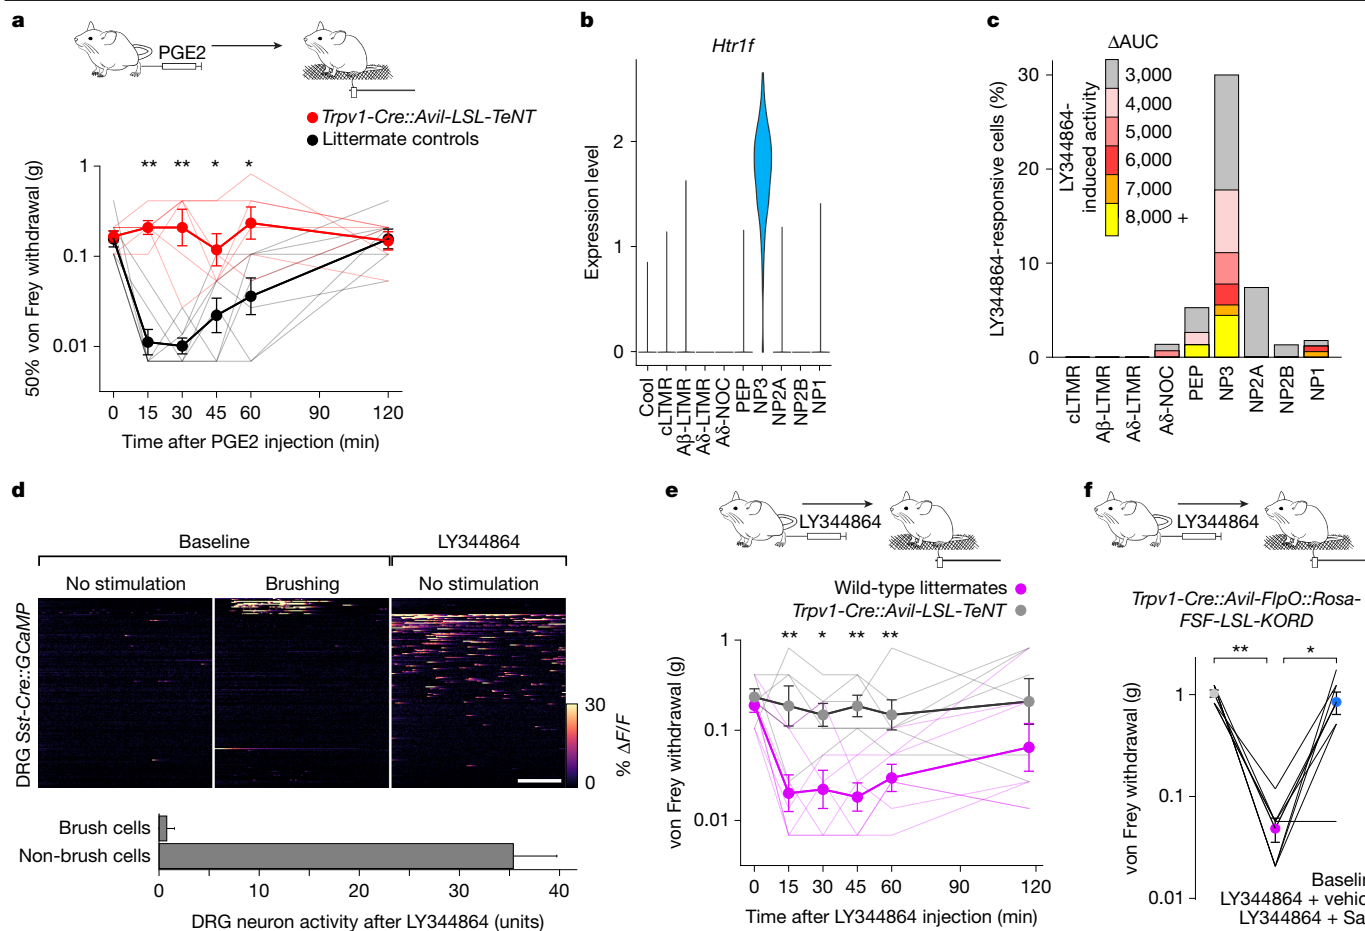 a
PGE2
Trpv1-Cre::Avil-LSL-TeNT
Littermate controls
50% von Frey withdrawal (g)
1
0.1
0.01
** ** * *
0 15 30 45 60 90 120
Time after PGE2 injection (min)
b
Htr1f
Expression level
2
1
0
Cool
cLTMR
Aβ-LTMR
Aδ-LTMR
Aδ-NOC
PEP
NP3
NP2A
NP2B
NP1
c
LY344864-responsive cells (%)
30
20
10
0
ΔAUC
LY344864-
induced activity
3,000
4,000
5,000
6,000
7,000
8,000 +
cLTMR
Aβ-LTMR
Aδ-LTMR
Aδ-NOC
PEP
NP3
NP2A
NP2B
NP1
d
Baseline
LY344864
No stimulation
Brushing
No stimulation
DRG Sst-Cre::GCaMP
30
0
% ΔF/F
Brush cells
Non-brush cells
0 10 20 30 40
DRG neuron activity after LY344864 (units)
e
LY344864
Wild-type littermates
Trpv1-Cre::Avil-LSL-TeNT
von Frey withdrawal (g)
1
0.1
0.01
** * ** **
0 15 30 45 60 90 120
Time after LY344864 injection (min)
f
LY344864
Trpv1-Cre::Avil-FlpO::Rosa-
FSF-LSL-KORD
** *
von Frey withdrawal (g)
1
0.1
0.01
LY344864 +
LY344864 +